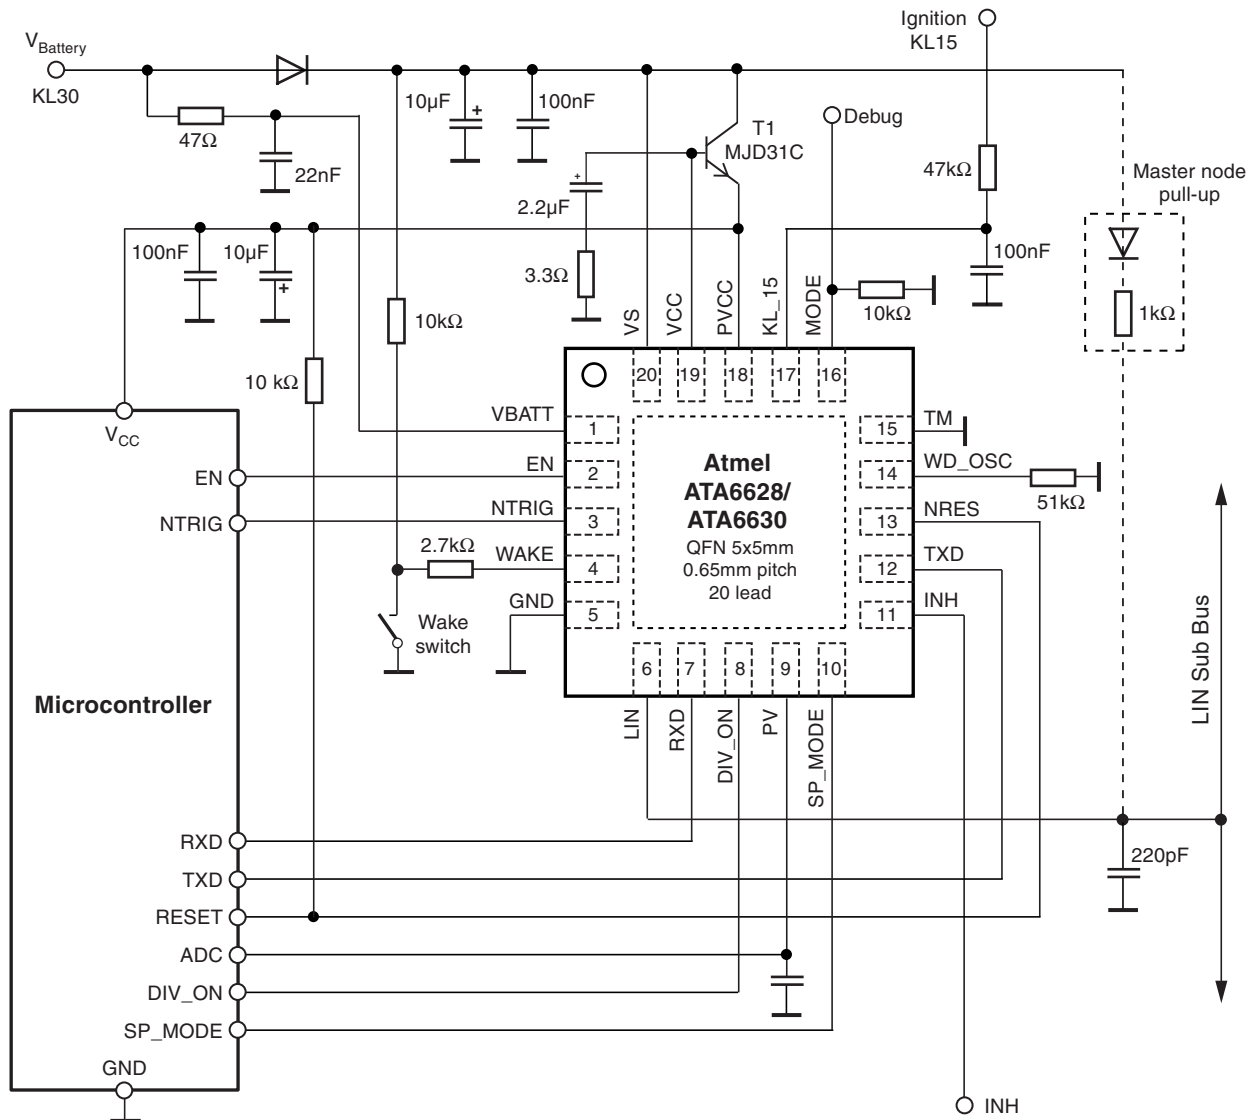 Ignition
KL15
V_Battery
KL30
10µF
+
100nF
Debug
T1
MJD31C
47Ω
22nF
+
2.2µF
47kΩ
Master node
pull-up
100nF
10µF
+
3.3Ω
100nF
10kΩ
VS
VCC
PVCC
KL_15
MODE
10kΩ
1kΩ
10 kΩ
20
19
18
17
16
V_CC
VBATT
1
15
TM
EN
EN
2
14
WD_OSC
51kΩ
NTRIG
NTRIG
3
13
NRES
2.7kΩ
WAKE
4
12
TXD
GND
5
11
INH
Atmel
ATA6628/
ATA6630
QFN 5x5mm
0.65mm pitch
20 lead
Wake
switch
6
7
8
9
10
LIN
RXD
DIV_ON
PV
SP_MODE
LIN Sub Bus
Microcontroller
RXD
TXD
RESET
ADC
DIV_ON
SP_MODE
GND
220pF
INH